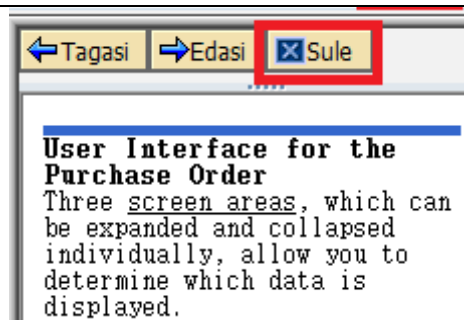 Tagasi Edasi Sule
User Interface for the
Purchase Order
Three screen areas, which can
be expanded and collapsed
individually, allow you to
determine which data is
displayed.